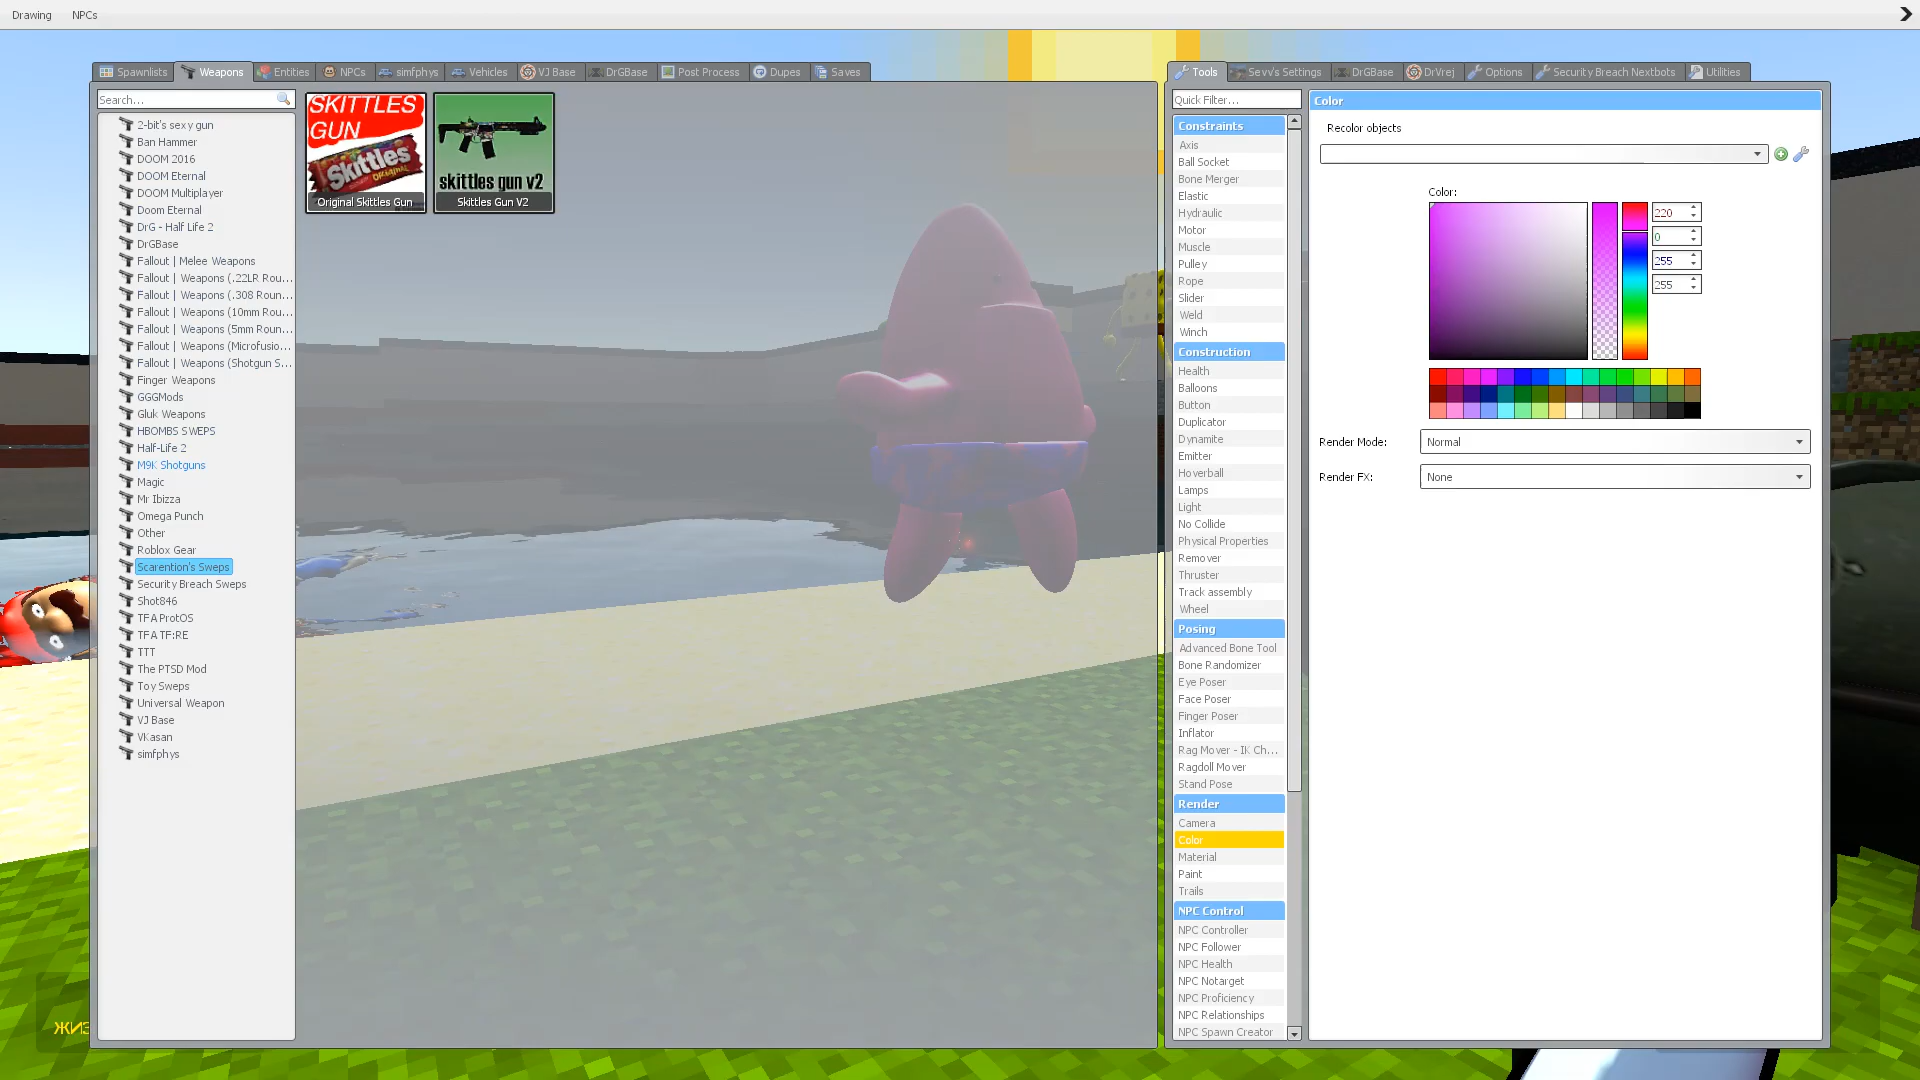 Drawing NPCs
Spawnlists Weapons Entities NPCs simfphys Vehicles VJ Base DrGBase Post Process Dupes Saves
Search...
2-bit's sexy gun
Ban Hammer
DOOM 2016
DOOM Eternal
DOOM Multiplayer
Doom Eternal
DrG - Half Life 2
DrGBase
Fallout | Melee Weapons
Fallout | Weapons (.22LR Rou...
Fallout | Weapons (.308 Roun...
Fallout | Weapons (10mm Roun...
Fallout | Weapons (5mm Roun...
Fallout | Weapons (Microfusio...
Fallout | Weapons (Shotgun S...
Finger Weapons
GGGMods
Gluk Weapons
HBOMBS SWEPS
Half-Life 2
M9K Shotguns
Magic
Mr Ibizza
Omega Punch
Other
Roblox Gear
Scarention's Sweps
Security Breach Sweps
Shot846
TFA ProtOS
TFA TF:RE
TTT
The PTSD Mod
Toy Sweps
Universal Weapon
VJ Base
VKasan
simfphys
SKITTLES
GUN
Skittles
ORIGINAL
Original Skittles Gun
skittles gun v2
Skittles Gun V2
ЖИЗ
Tools Sevv's Settings DrGBase DrVrej Options Security Breach Nextbots Utilities
Quick Filter...
Constraints
Axis
Ball Socket
Bone Merger
Elastic
Hydraulic
Motor
Muscle
Pulley
Rope
Slider
Weld
Winch
Construction
Health
Balloons
Button
Duplicator
Dynamite
Emitter
Hoverball
Lamps
Light
No Collide
Physical Properties
Remover
Thruster
Track assembly
Wheel
Posing
Advanced Bone Tool
Bone Randomizer
Eye Poser
Face Poser
Finger Poser
Inflator
Rag Mover - IK Ch...
Ragdoll Mover
Stand Pose
Render
Camera
Color
Material
Paint
Trails
NPC Control
NPC Controller
NPC Follower
NPC Health
NPC Notarget
NPC Proficiency
NPC Relationships
NPC Spawn Creator
Color
Recolor objects
Color:
220
0
255
255
Render Mode: Normal
Render FX: None